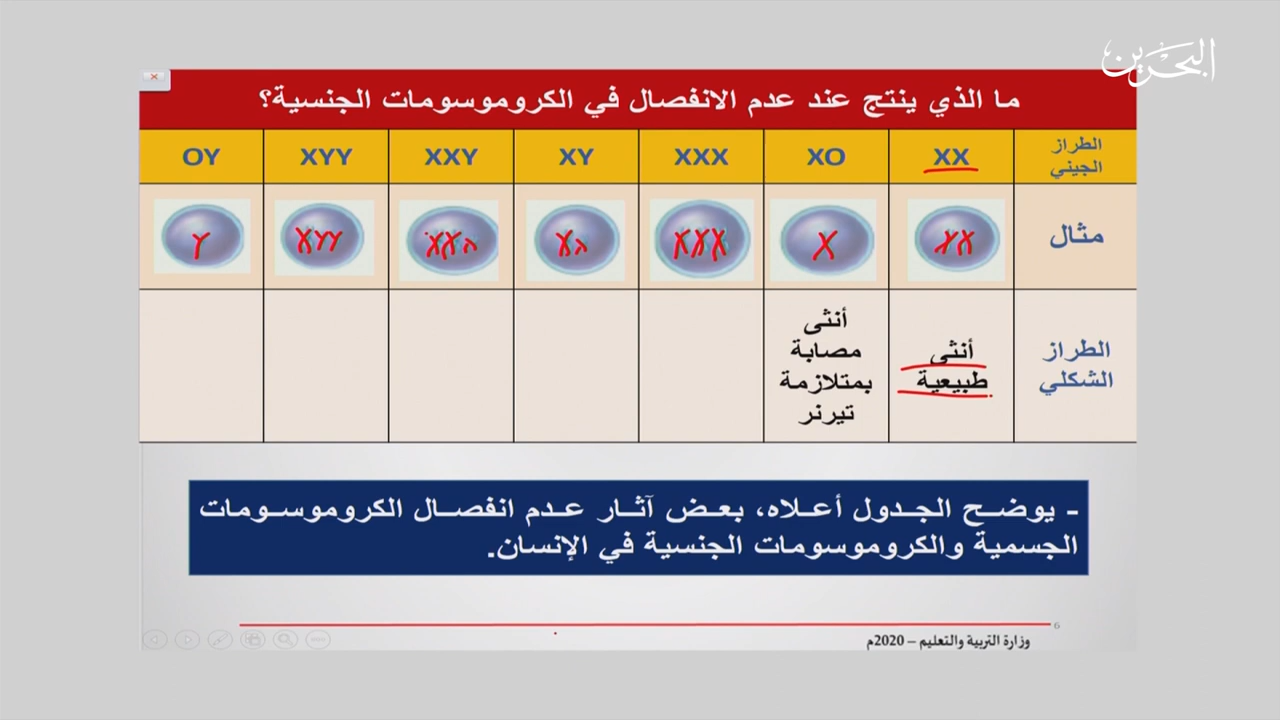 البحرين
ما الذي ينتج عند عدم الانفصال في الكروموسومات الجنسية؟
الطراز الجيني
XX
XO
XXX
XY
XXY
XYY
OY
مثال
الطراز الشكلي
أنثى
طبيعية
أنثى
مصابة
بمتلازمة
تيرنر
- يوضح الجدول أعلاه، بعض آثار عدم انفصال الكروموسومات
الجسمية والكروموسومات الجنسية في الإنسان.
6
وزارة التربية والتعليم – 2020م